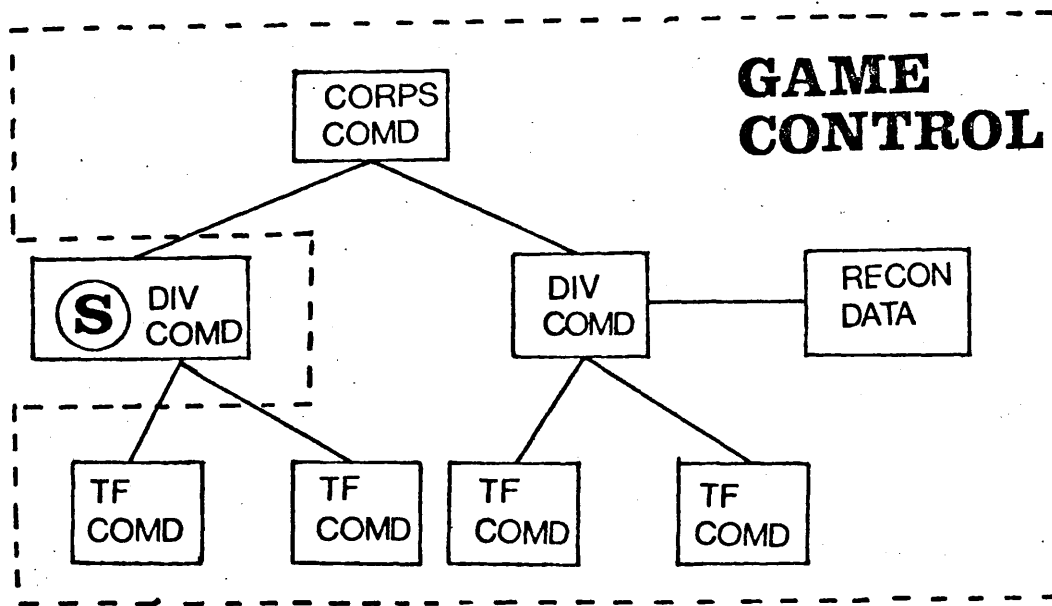 GAME
CONTROL
CORPS
COMD
S
DIV
COMD
DIV
COMD
RECON
DATA
TF
COMD
TF
COMD
TF
COMD
TF
COMD